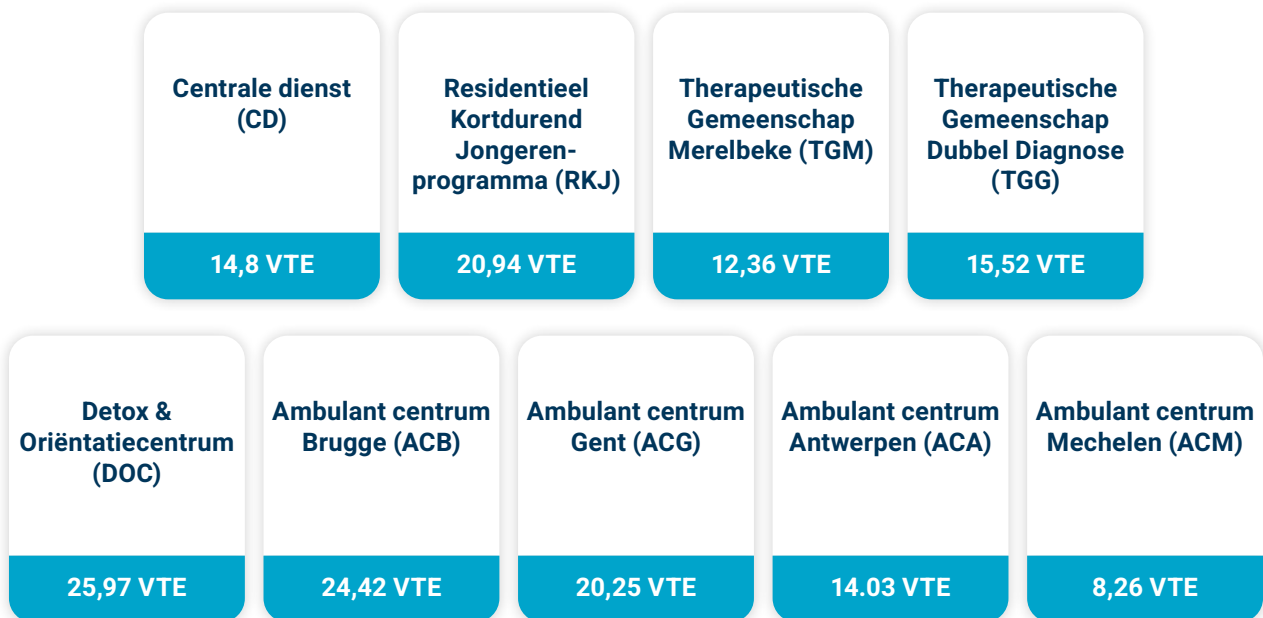 Centrale dienst
(CD)
14,8 VTE
Residentieel
Kortdurend
Jongeren-
programma (RKJ)
20,94 VTE
Therapeutische
Gemeenschap
Merelbeke (TGM)
12,36 VTE
Therapeutische
Gemeenschap
Dubbel Diagnose
(TGG)
15,52 VTE
Detox &
Oriëntatiecentrum
(DOC)
25,97 VTE
Ambulant centrum
Brugge (ACB)
24,42 VTE
Ambulant centrum
Gent (ACG)
20,25 VTE
Ambulant centrum
Antwerpen (ACA)
14.03 VTE
Ambulant centrum
Mechelen (ACM)
8,26 VTE